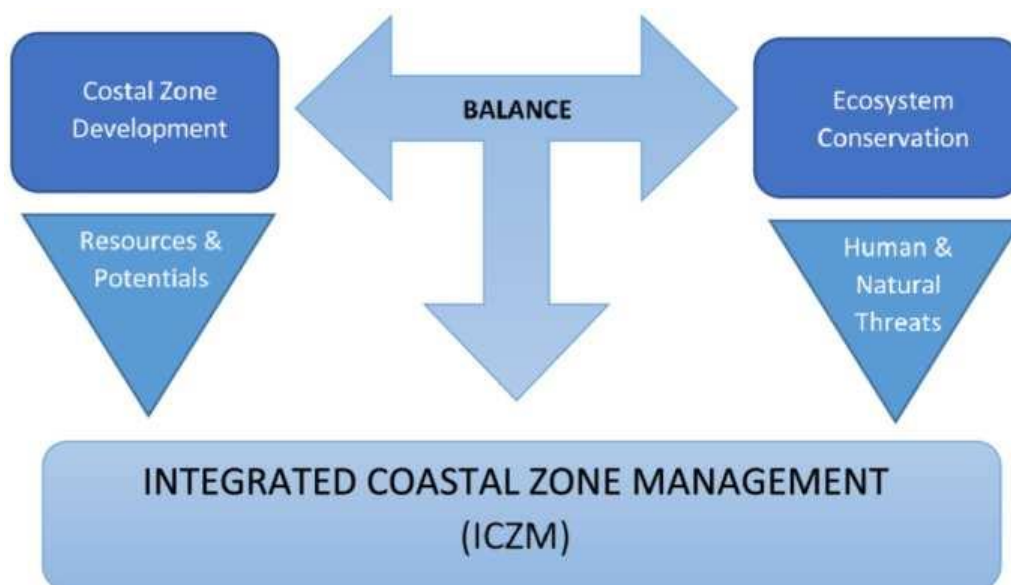 Costal Zone
Development
BALANCE
Ecosystem
Conservation
Resources &
Potentials
Human &
Natural
Threats
INTEGRATED COASTAL ZONE MANAGEMENT
(ICZM)